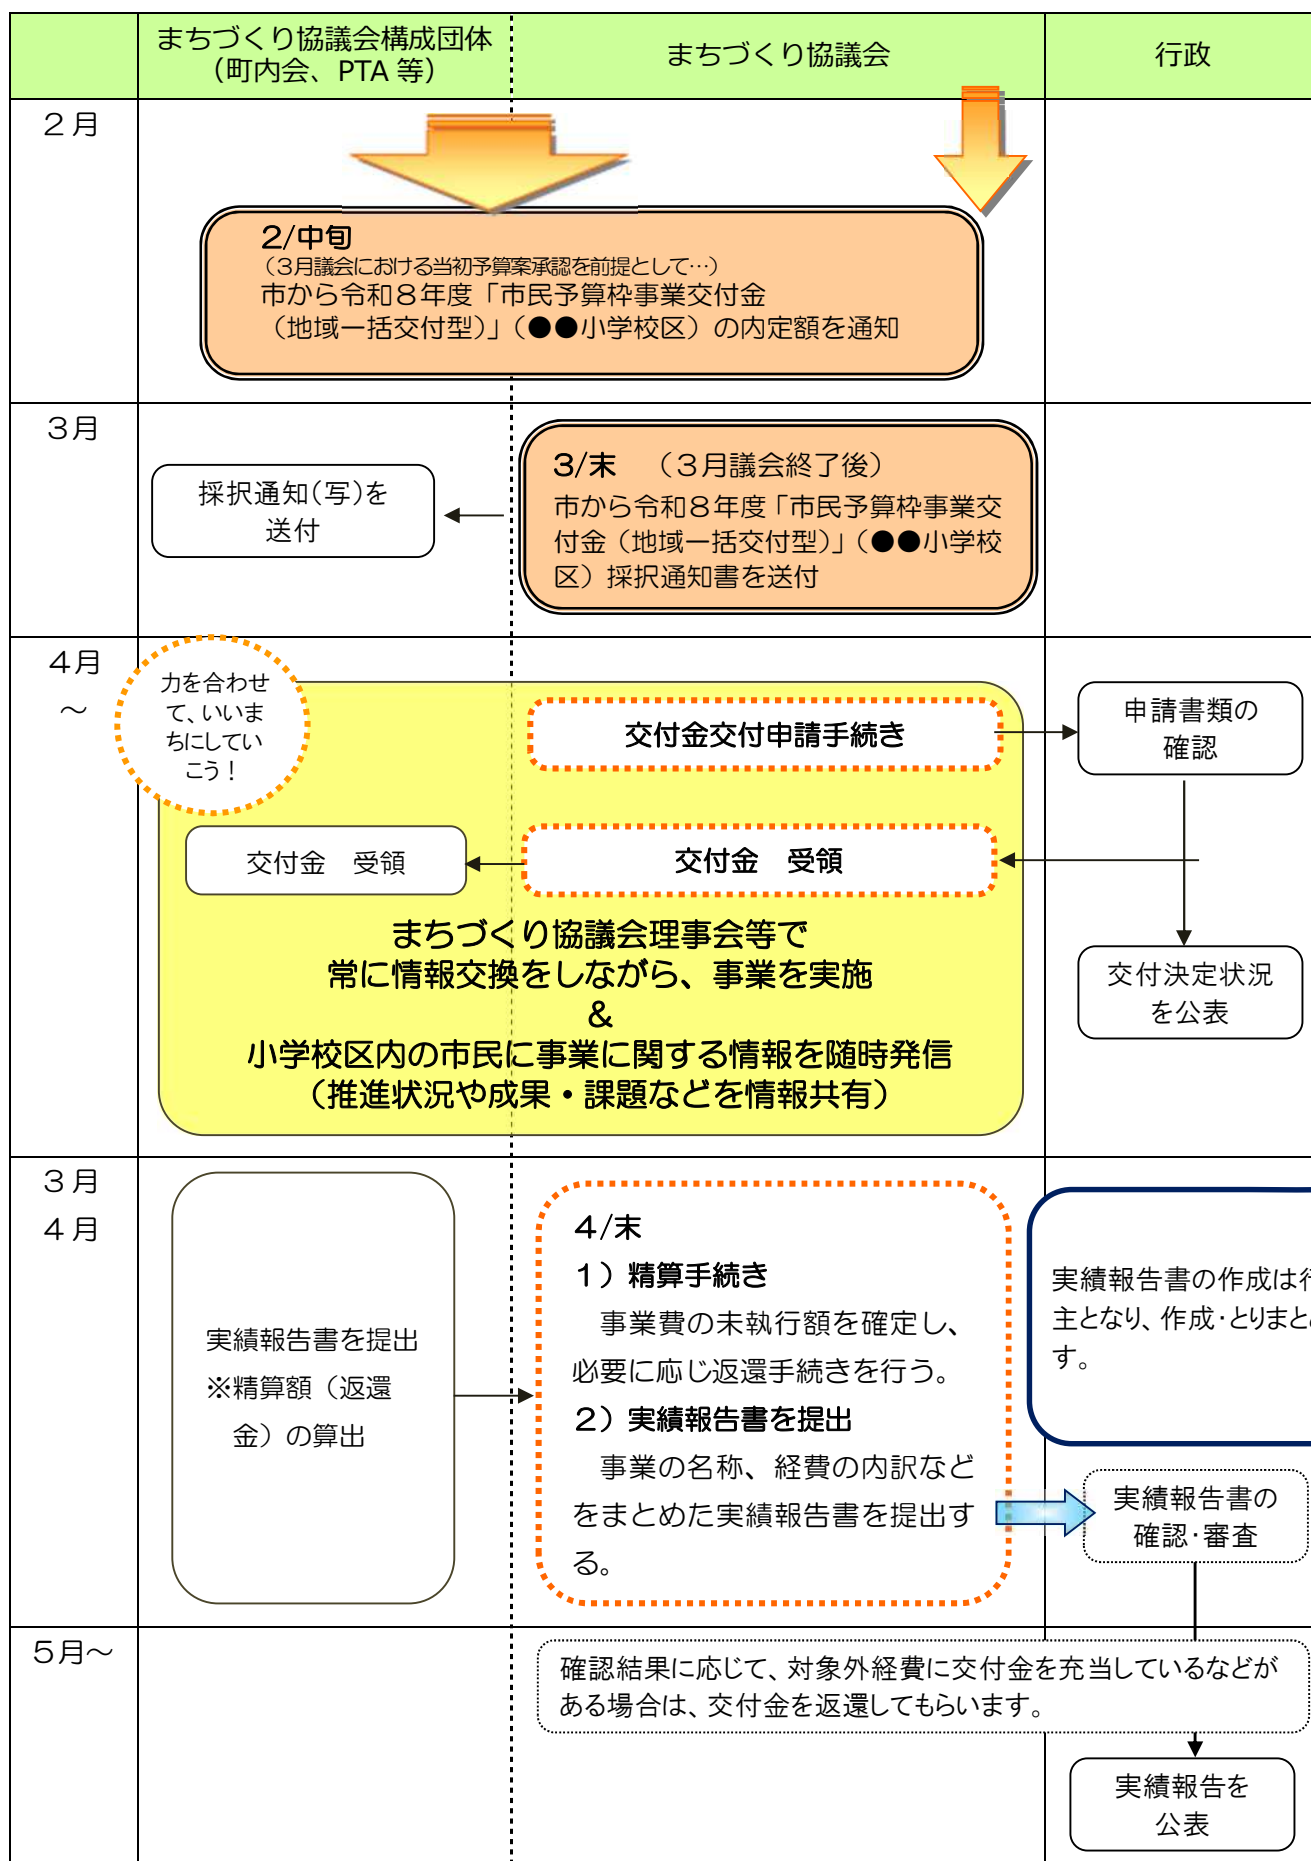 まちづくり協議会構成団体
（町内会、PTA 等）
まちづくり協議会
行政
２月
２/中旬
（３月議会における当初予算案承認を前提として…）
市から令和８年度「市民予算枠事業交付金
（地域一括交付型）」（●●小学校区）の内定額を通知
３月
採択通知（写）を
送付
３/末　（３月議会終了後）
市から令和８年度「市民予算枠事業交
付金（地域一括交付型）」（●●小学校
区）採択通知書を送付
４月
～
力を合わせ
て、いいま
ちにしてい
こう！
交付金交付申請手続き
申請書類の
確認
交付金　受領
交付金　受領
まちづくり協議会理事会等で
常に情報交換をしながら、事業を実施
＆
小学校区内の市民に事業に関する情報を随時発信
（推進状況や成果・課題などを情報共有）
交付決定状況
を公表
３月
４月
実績報告書を提出
※精算額（返還
金）の算出
４/末
１）精算手続き
事業費の未執行額を確定し、
必要に応じ返還手続きを行う。
２）実績報告書を提出
事業の名称、経費の内訳など
をまとめた実績報告書を提出す
る。
実績報告書の作成は行
主となり、作成・とりまと
す。
実績報告書の
確認・審査
５月～
確認結果に応じて、対象外経費に交付金を充当しているなどが
ある場合は、交付金を返還してもらいます。
実績報告を
公表